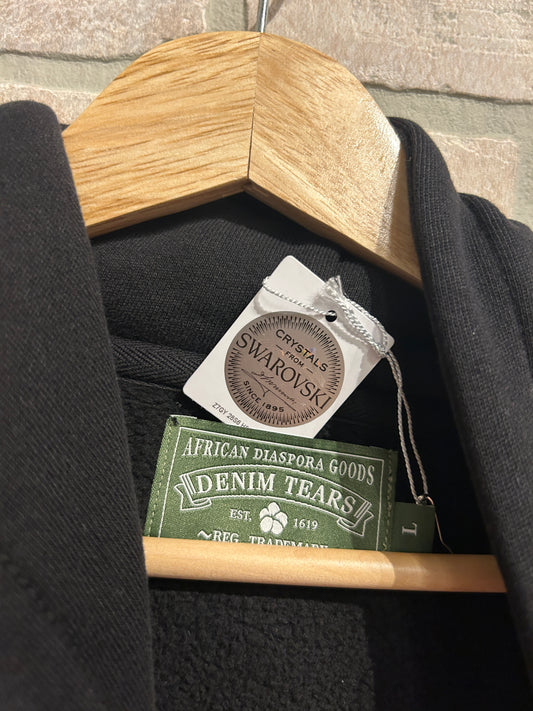 CRYSTALS
FROM
SWAROVSKI
SINCE 1895
AFRICAN DIASPORA GOODS
DENIM TEARS
EST. 1619
~REG. TRADEMARK
L